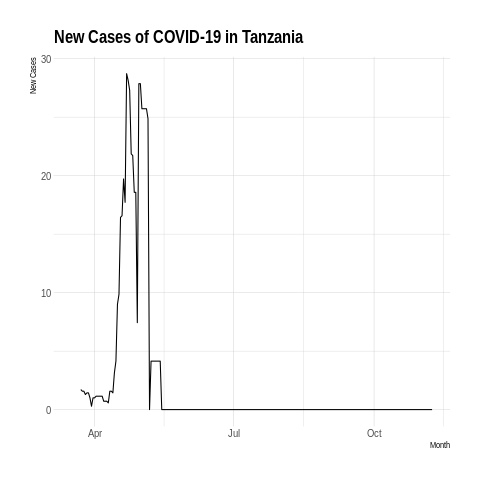 New Cases of COVID-19 in Tanzania
New Cases
30
20
10
0
Apr
Jul
Oct
Month